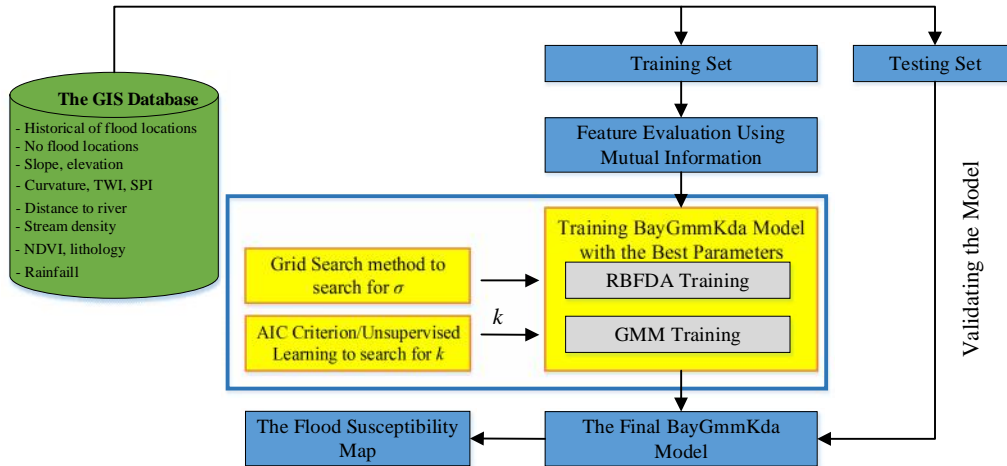 Training Set
Testing Set
The GIS Database
- Historical of flood locations
- No flood locations
- Slope, elevation
- Curvature, TWI, SPI
- Distance to river
- Stream density
- NDVI, lithology
- Rainfaill
Feature Evaluation Using
Mutual Information
Training BayGmmKda Model
with the Best Parameters
Grid Search method to
search for σ
RBFDA Training
AIC Criterion/Unsupervised
Learning to search for k
k
GMM Training
Validating the Model
The Flood Susceptibility
Map
The Final BayGmmKda
Model